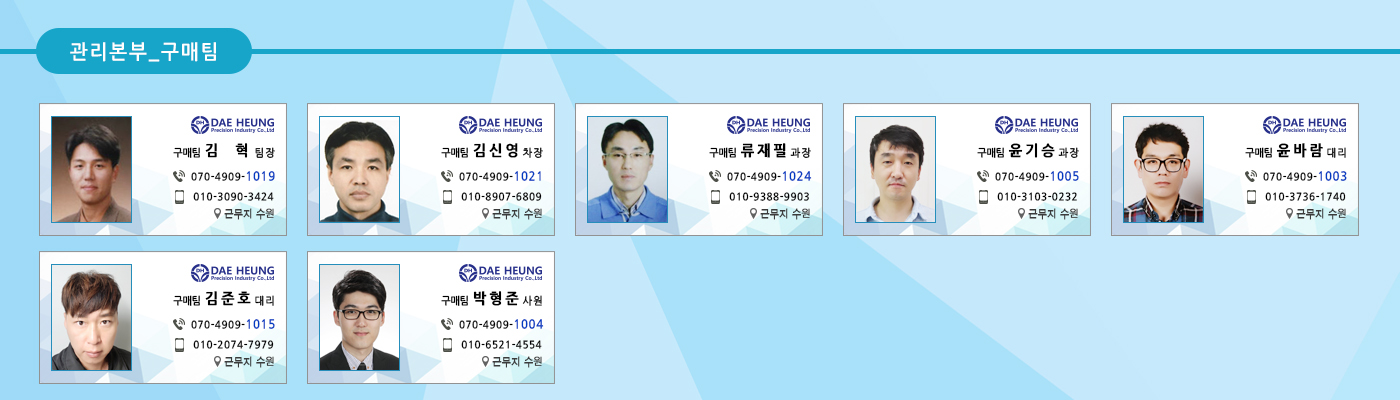 관리본부_구매팀
DAE HEUNG
Precision Industry Co.,Ltd
구매팀 김 혁 팀장
070-4909-1019
010-3090-3424
근무지 수원
DAE HEUNG
Precision Industry Co.,Ltd
구매팀 김신영 차장
070-4909-1021
010-8907-6809
근무지 수원
DAE HEUNG
Precision Industry Co.,Ltd
구매팀 류재필 과장
070-4909-1024
010-9388-9903
근무지 수원
DAE HEUNG
Precision Industry Co.,Ltd
구매팀 윤기승 과장
070-4909-1005
010-3103-0232
근무지 수원
DAE HEUNG
Precision Industry Co.,Ltd
구매팀 윤바람 대리
070-4909-1003
010-3736-1740
근무지 수원
DAE HEUNG
Precision Industry Co.,Ltd
구매팀 김준호 대리
070-4909-1015
010-2074-7979
근무지 수원
DAE HEUNG
Precision Industry Co.,Ltd
구매팀 박형준 사원
070-4909-1004
010-6521-4554
근무지 수원